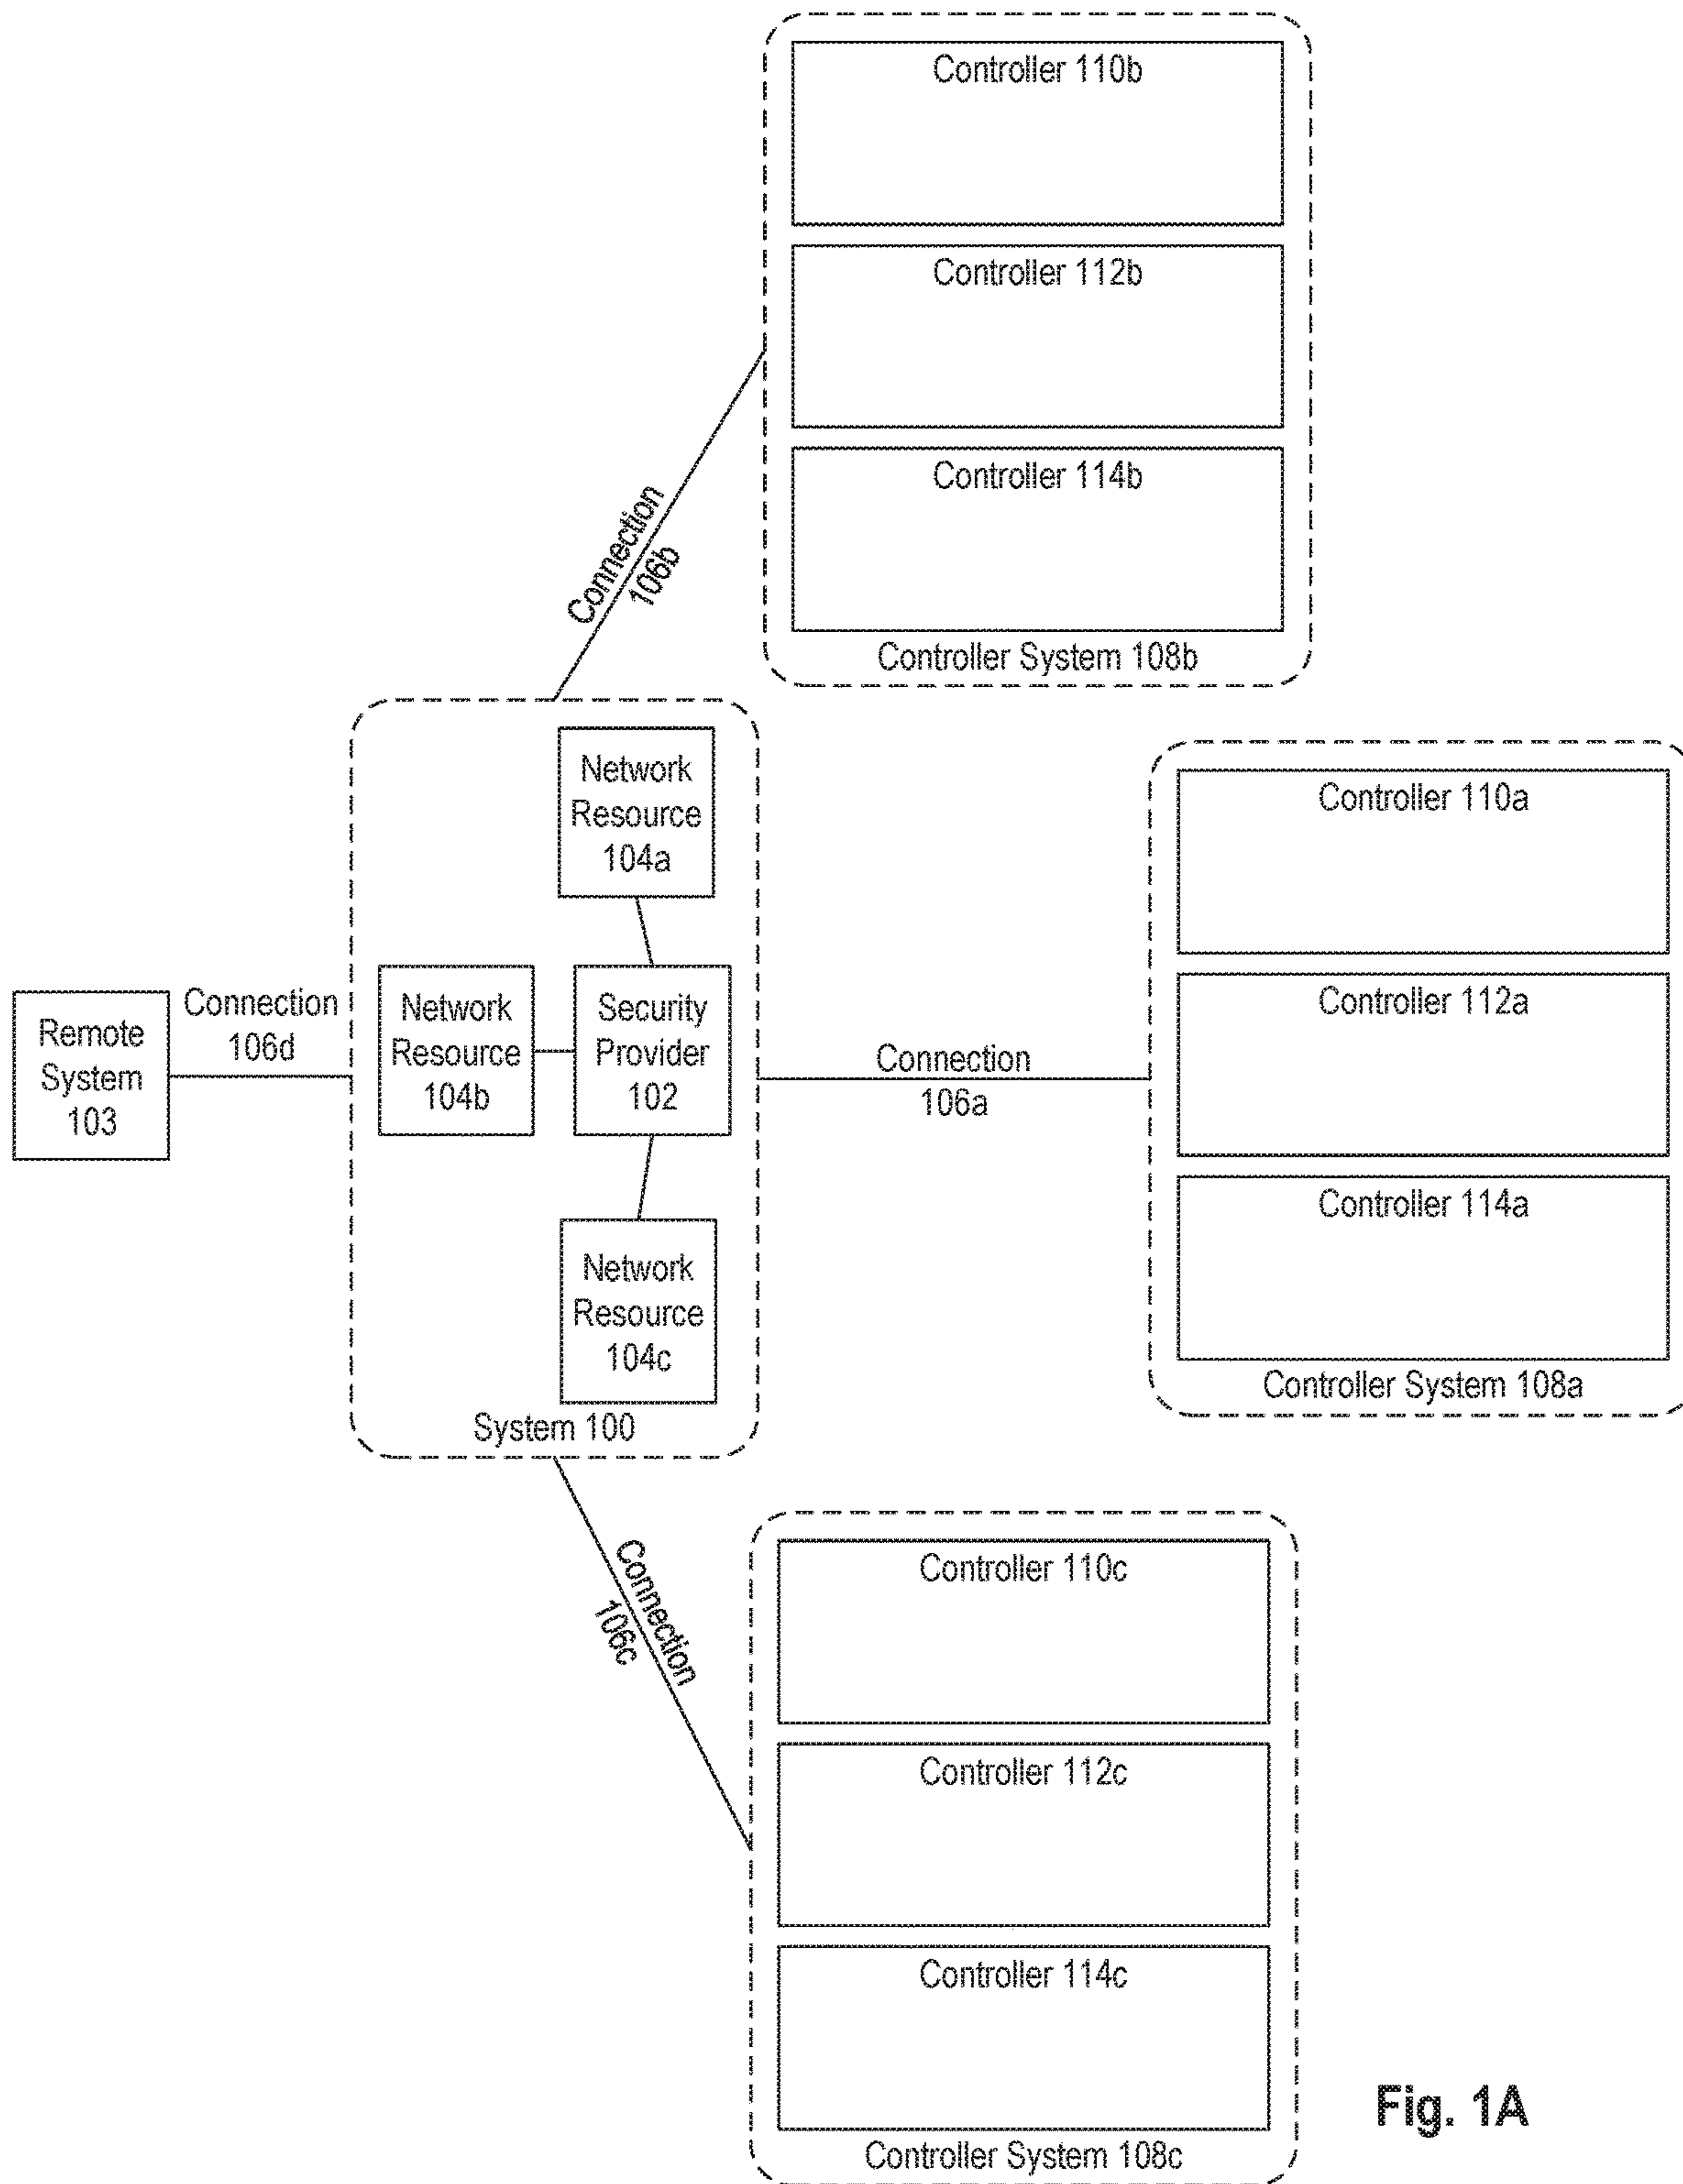 Controller 110b
Controller 112b
Controller 114b
Controller System 108b
Connection
106b
Network
Resource
104a
Network
Resource
104b
Security
Provider
102
Network
Resource
104c
System 100
Remote
System
103
Connection
106d
Connection
106a
Controller 110a
Controller 112a
Controller 114a
Controller System 108a
Connection
106c
Controller 110c
Controller 112c
Controller 114c
Controller System 108c
Fig. 1A